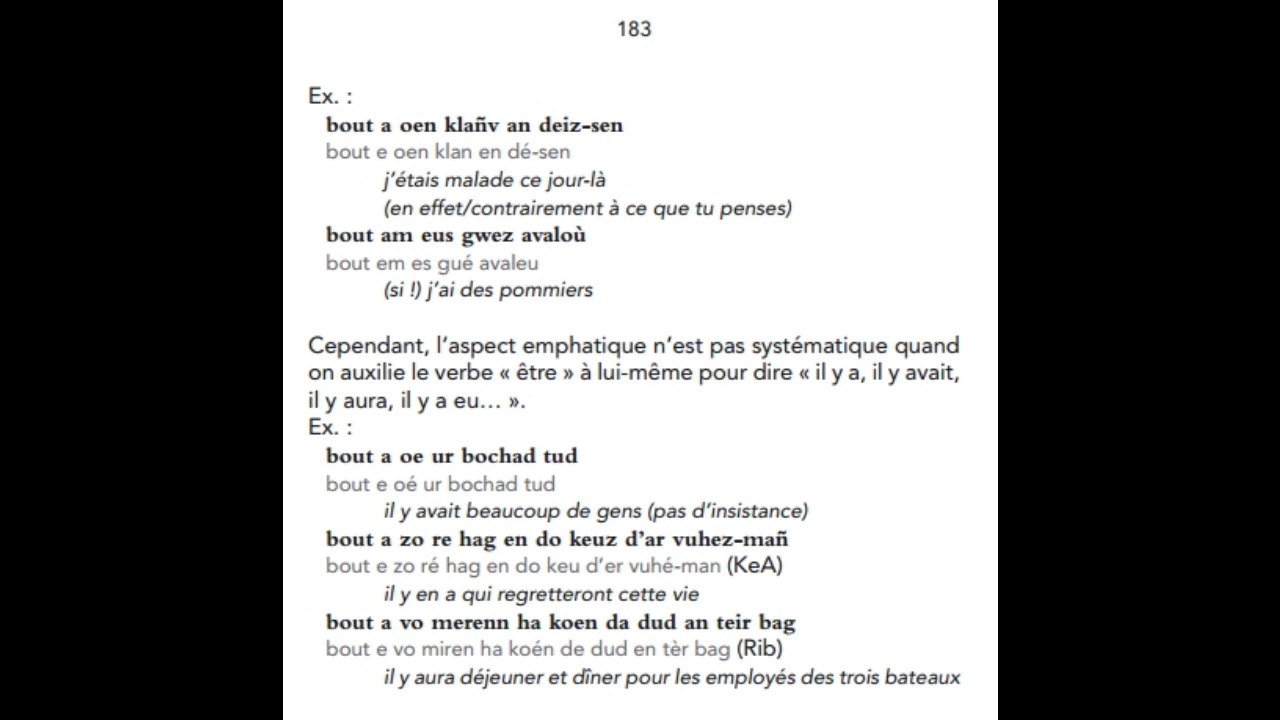 183
Ex. :
bout a oen klañv an deiz-sen
bout e oen klan en dé-sen
j’étais malade ce jour-là
(en effet/contrairement à ce que tu penses)
bout am eus gwez avaloù
bout em es gué avaleu
(si !) j’ai des pommiers
Cependant, l’aspect emphatique n’est pas systématique quand
on auxilie le verbe « être » à lui-même pour dire « il y a, il y avait,
il y aura, il y a eu… ».
Ex. :
bout a oe ur bochad tud
bout e oé ur bochad tud
il y avait beaucoup de gens (pas d’insistance)
bout a zo re hag en do keuz d’ar vuhez-mañ
bout e zo ré hag en do keu d’er vuhé-man (KeA)
il y en a qui regretteront cette vie
bout a vo merenn ha koen da dud an teir bag
bout e vo miren ha koén de dud en tèr bag (Rib)
il y aura déjeuner et dîner pour les employés des trois bateaux